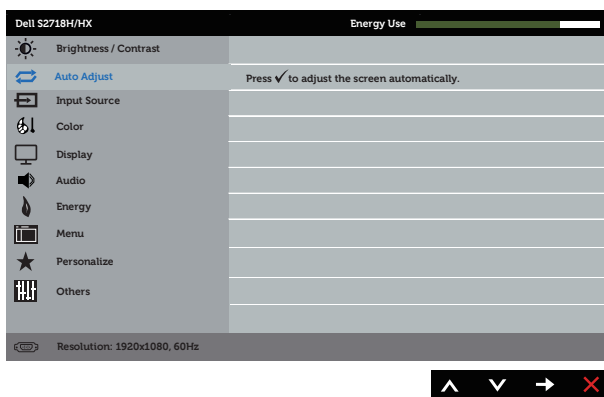 Dell S2718H/HX Energy Use
Brightness / Contrast
Auto Adjust Press ✓ to adjust the screen automatically.
Input Source
Color
Display
Audio
Energy
Menu
Personalize
Others
Resolution: 1920x1080, 60Hz